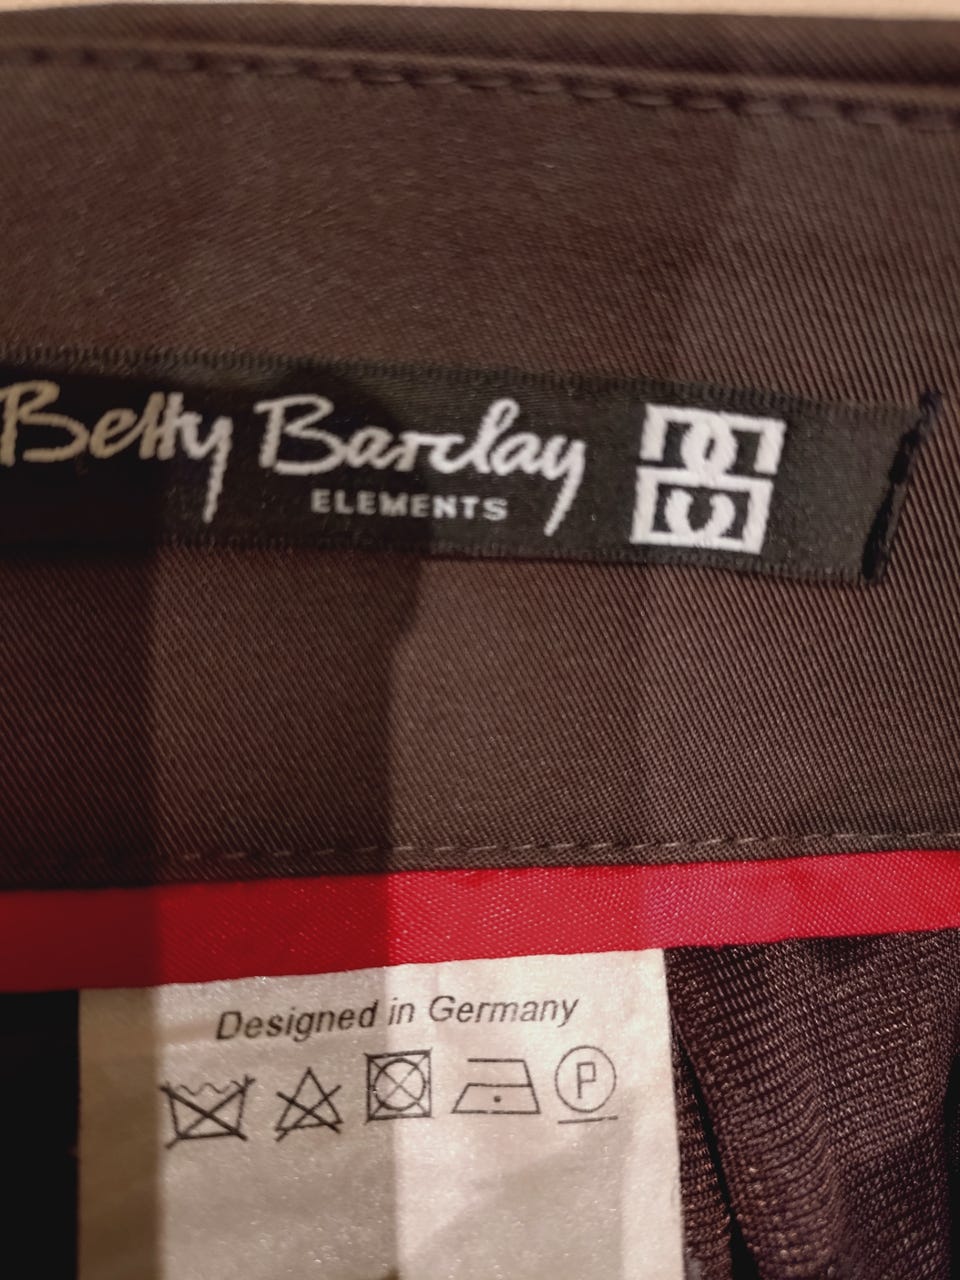 Betty Barclay
ELEMENTS
Designed in Germany
P